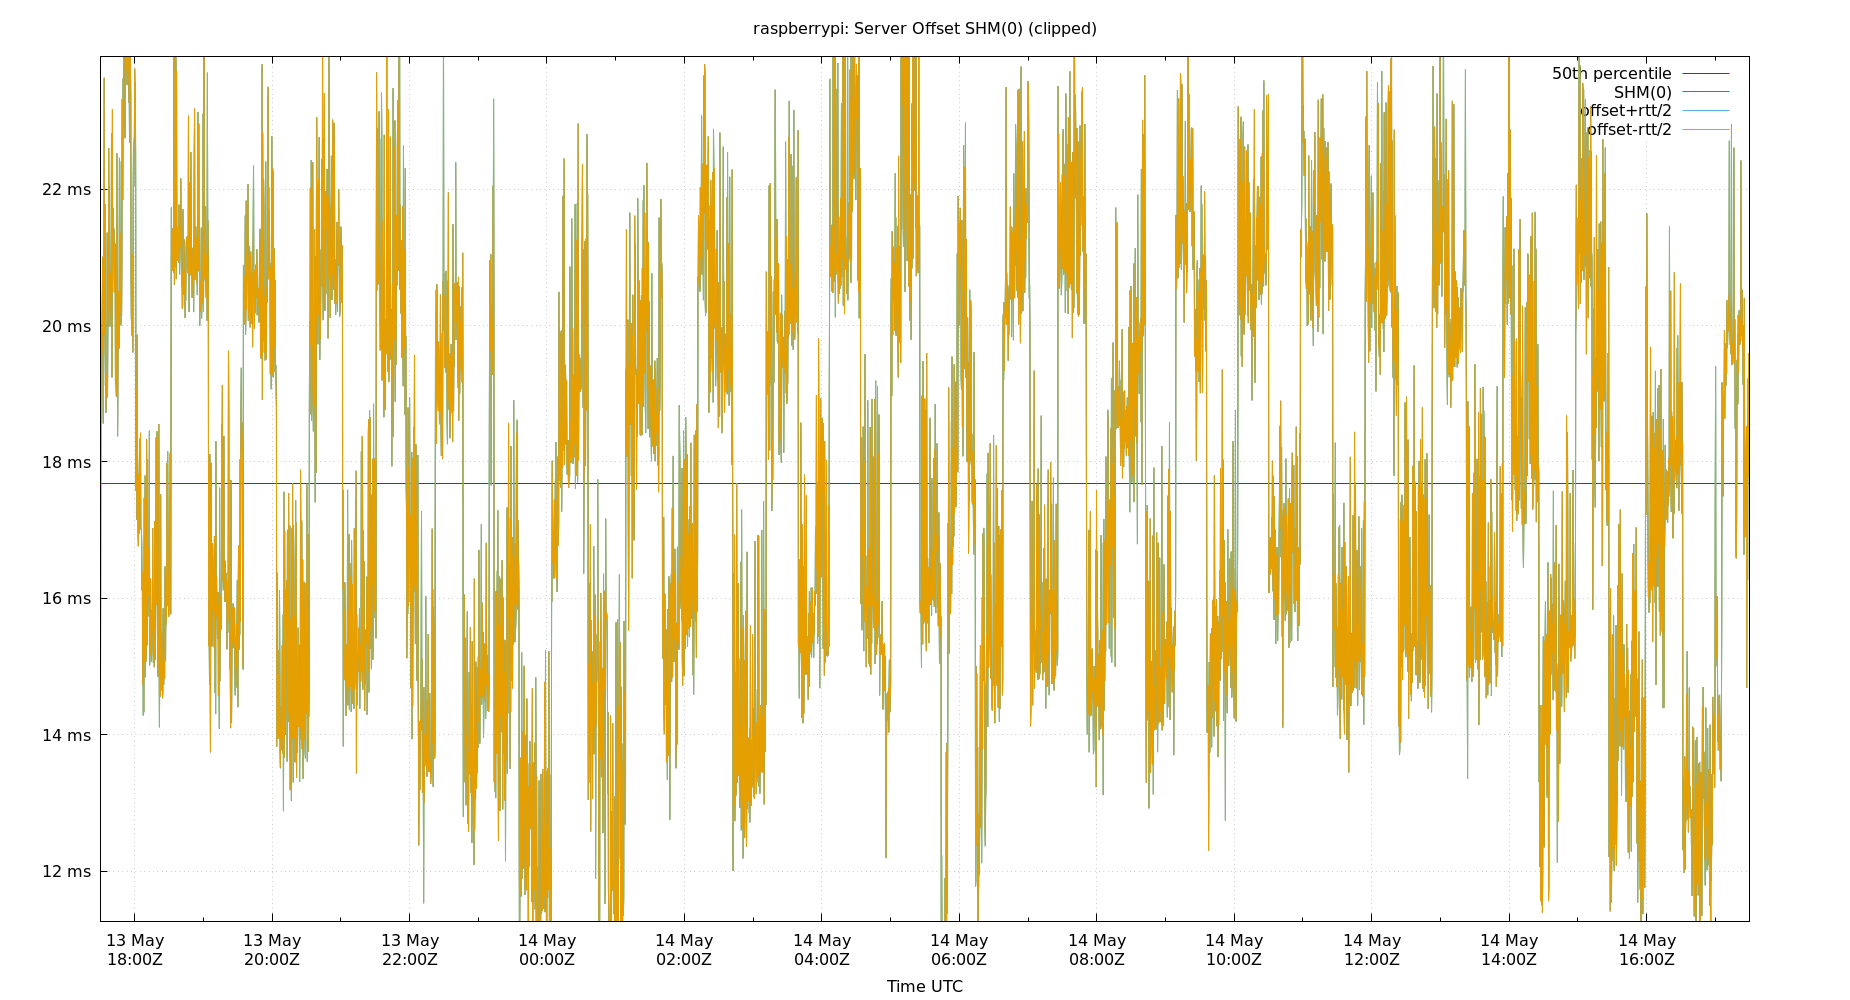 raspberrypi: Server Offset SHM(0) (clipped)
50th percentile
SHM(0)
offset+rtt/2
offset-rtt/2
22 ms
20 ms
18 ms
16 ms
14 ms
12 ms
13 May 13 May 13 May 14 May 14 May 14 May 14 May 14 May 14 May 14 May 14 May 14 May
18:00Z 20:00Z 22:00Z 00:00Z 02:00Z 04:00Z 06:00Z 08:00Z 10:00Z 12:00Z 14:00Z 16:00Z
Time UTC